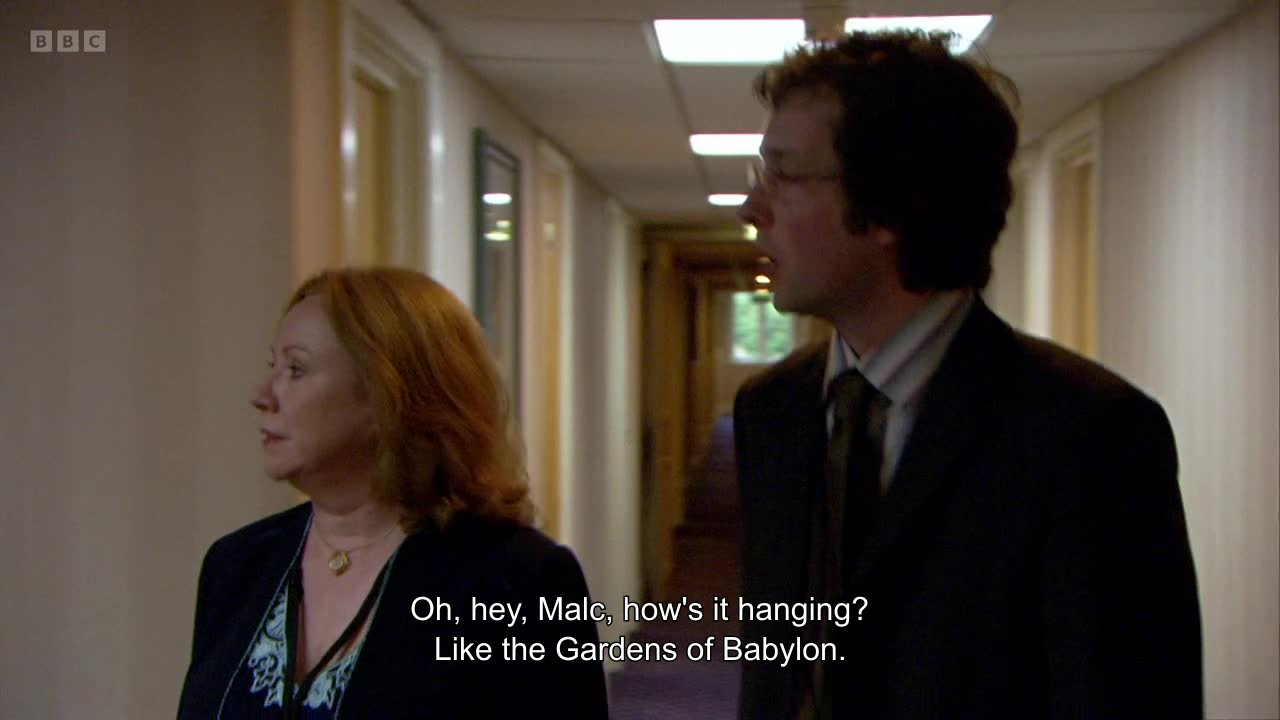 BBC
Oh, hey, Malc, how's it hanging?
Like the Gardens of Babylon.